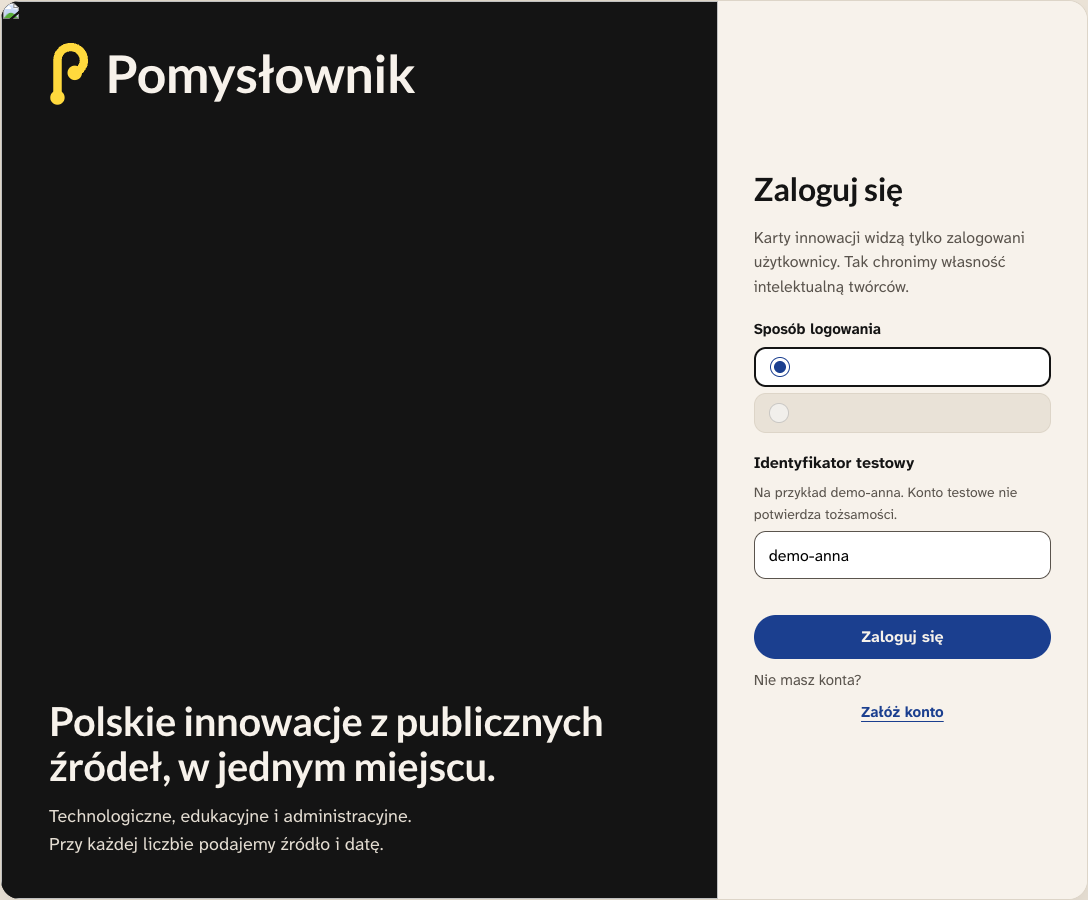 Pomysłownik
Polskie innowacje z publicznych
źródeł, w jednym miejscu.
Technologiczne, edukacyjne i administracyjne.
Przy każdej liczbie podajemy źródło i datę.
Zaloguj się
Karty innowacji widzą tylko zalogowani
użytkownicy. Tak chronimy własność
intelektualną twórców.
Sposób logowania
Identyfikator testowy
Na przykład demo-anna. Konto testowe nie
potwierdza tożsamości.
demo-anna
Zaloguj się
Nie masz konta?
Załóż konto